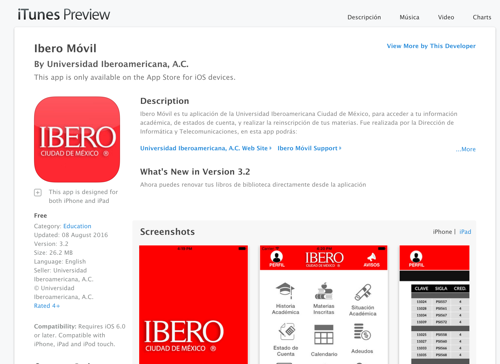 iTunes Preview
Descripción Música Video Charts
Ibero Móvil
View More by This Developer
By Universidad Iberoamericana, A.C.
This app is only available on the App Store for iOS devices.
IBERO
CIUDAD DE MÉXICO ®
This app is designed for
both iPhone and iPad
Free
Category: Education
Updated: 08 August 2016
Version: 3.2
Size: 26.2 MB
Language: English
Seller: Universidad
Iberoamericana, A.C.
© Universidad
Iberoamericana, A.C.
Rated 4+
Compatibility: Requires iOS 6.0
or later. Compatible with
iPhone, iPad and iPod touch.
Description
Ibero Móvil es tu aplicación de la Universidad Iberoamericana Ciudad de México, para acceder a tu información
académica, de estados de cuenta, y realizar la reinscripción de tus materias. Fue realizada por la Dirección de
Informática y Telecomunicaciones, en esta app podrás:
Universidad Iberoamericana, A.C. Web Site Ibero Móvil Support
...More
What's New in Version 3.2
Ahora puedes renovar tus libros de biblioteca directamente desde la aplicación
Screenshots
iPhone | iPad
IBERO
CIUDAD DE MÉXICO ®
PERFIL
IBERO
CIUDAD DE MÉXICO ®
AVISOS
Historia
Académica
Materias
Inscritas
Situación
Académica
Estado de
Cuenta
Calendario
Adeudos
PERFIL
CLAVE SIGLA CRED.